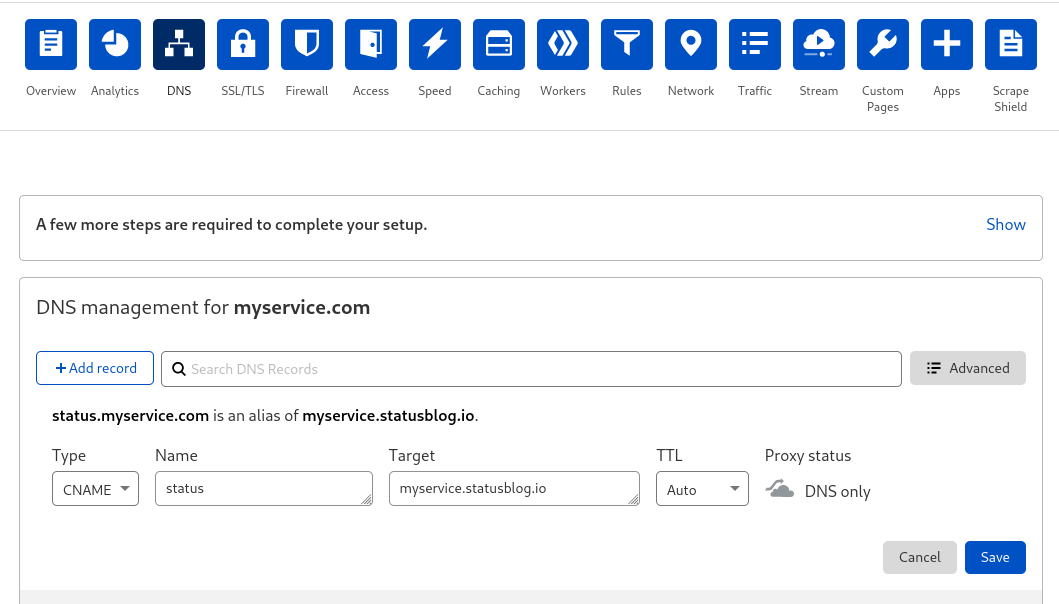 Overview Analytics DNS SSL/TLS Firewall Access Speed Caching Workers Rules Network Traffic Stream Custom Pages Apps Scrape Shield
A few more steps are required to complete your setup. Show
DNS management for myservice.com
Add record Search DNS Records Advanced
status.myservice.com is an alias of myservice.statusblog.io.
Type Name Target TTL Proxy status
CNAME status myservice.statusblog.io Auto DNS only
Cancel Save